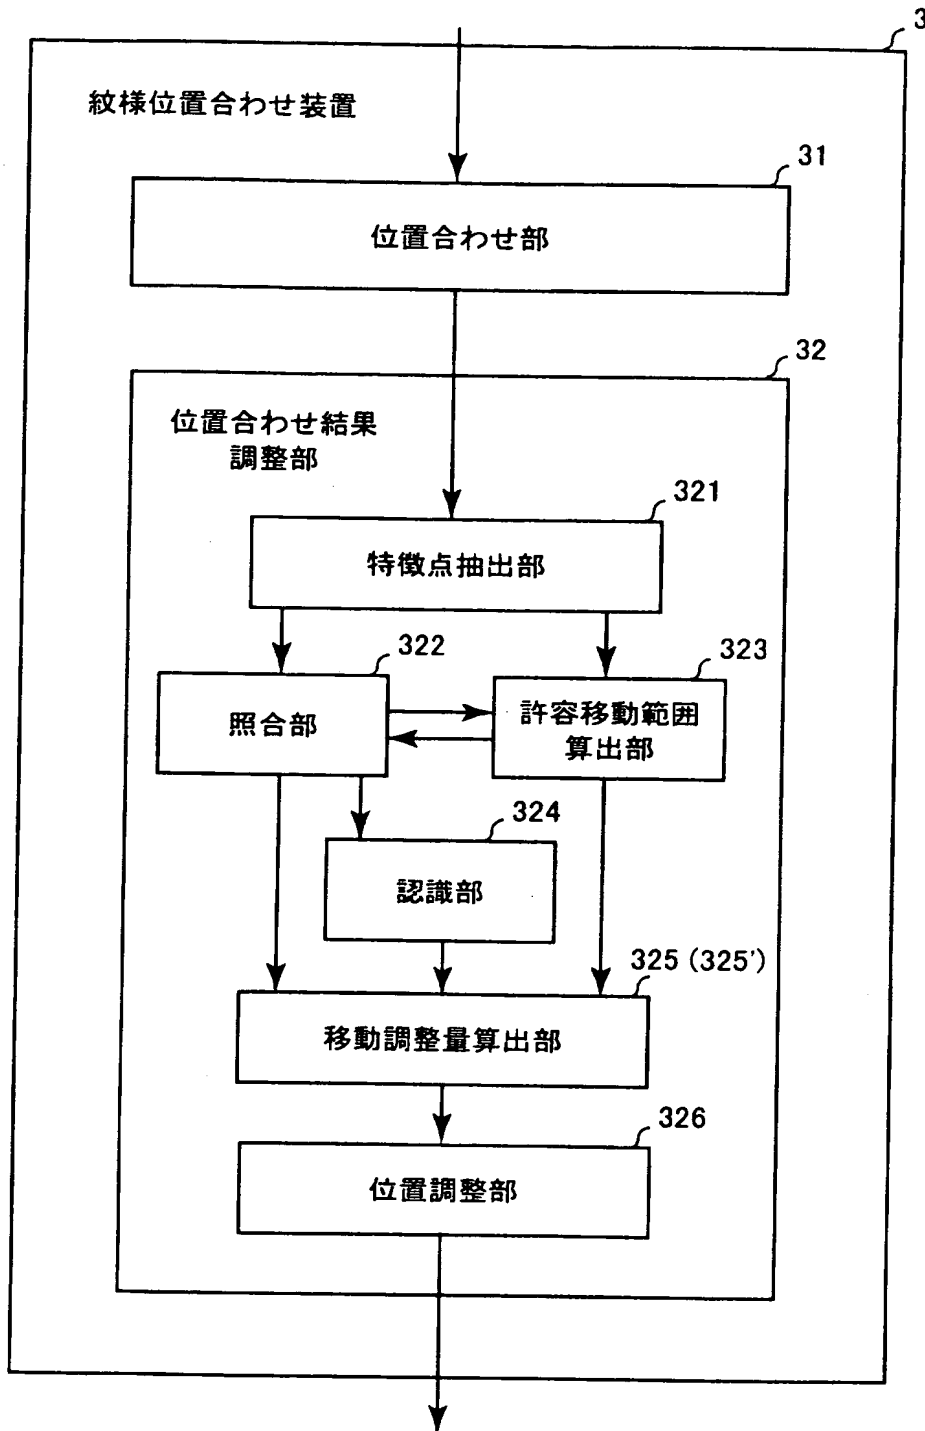 3
紋様位置合わせ装置
31
位置合わせ部
32
位置合わせ結果
調整部
321
特徴点抽出部
322
照合部
323
許容移動範囲
算出部
324
認識部
325 (325')
移動調整量算出部
326
位置調整部